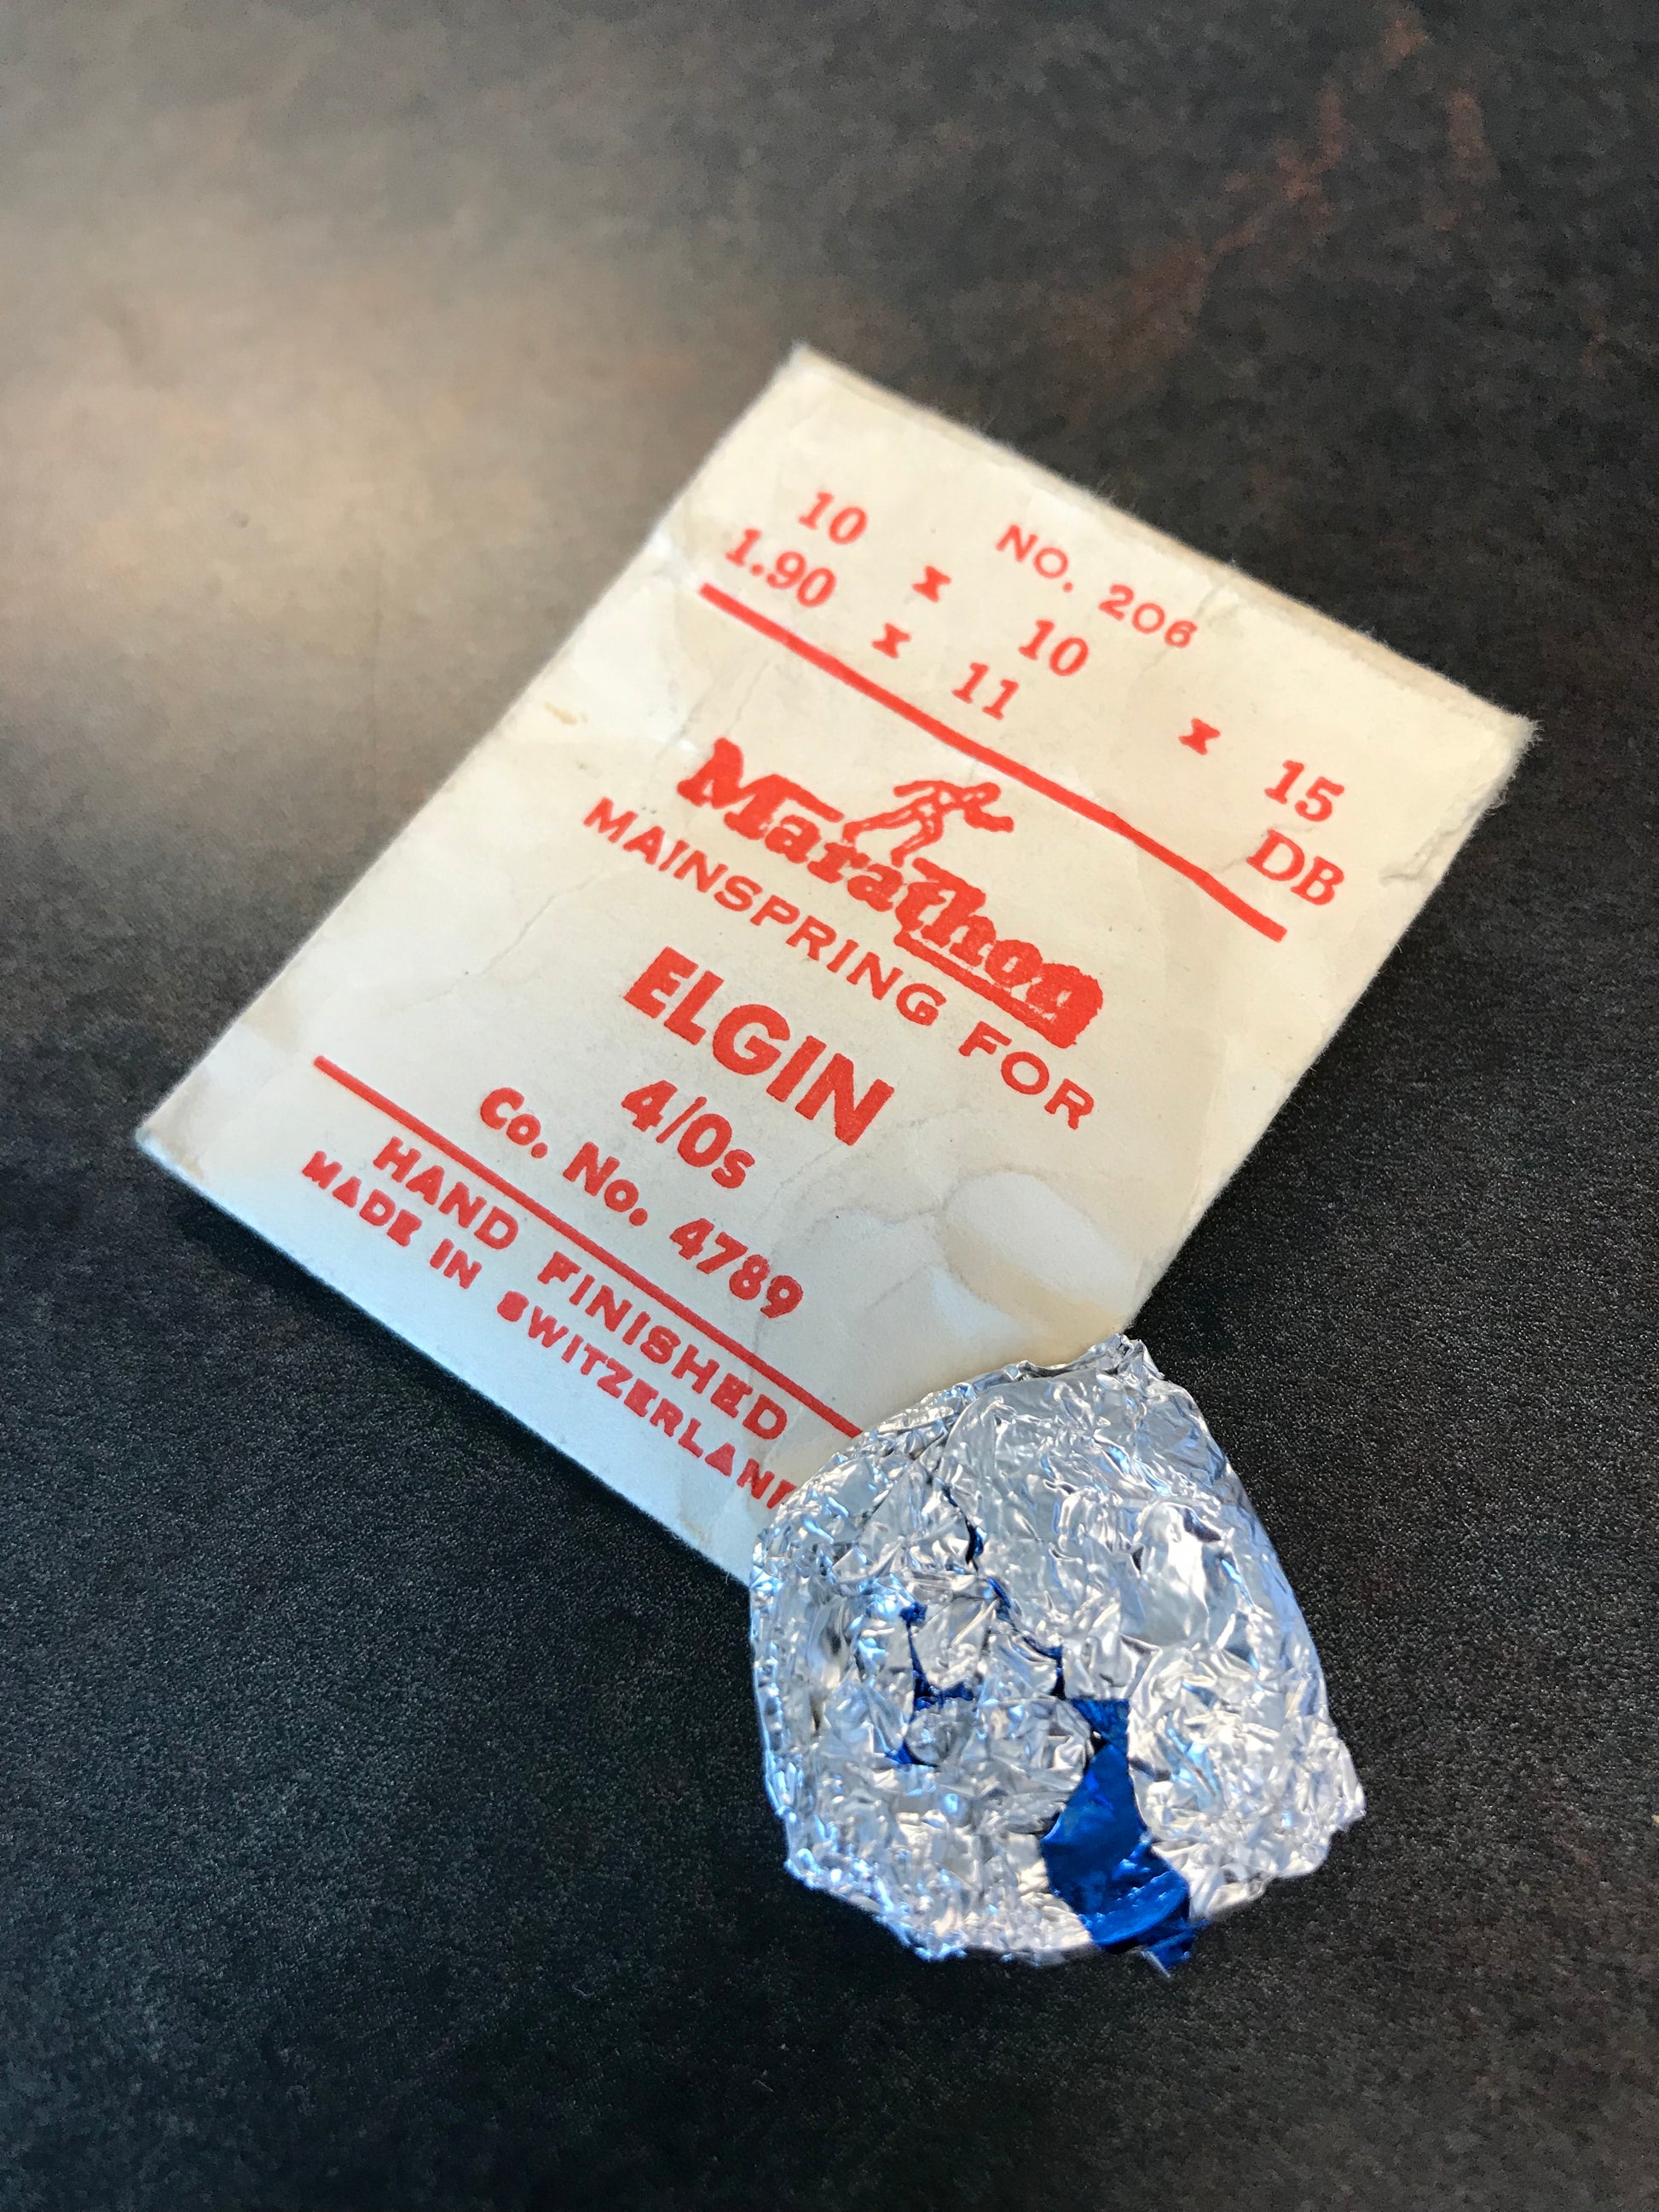 NO. 206
10 x 10 x 15
1.90 x 11 DB
Marathon
MAINSPRING FOR
ELGIN
4/0s
Co. No. 4789
HAND FINISHED
MADE IN SWITZERLAND